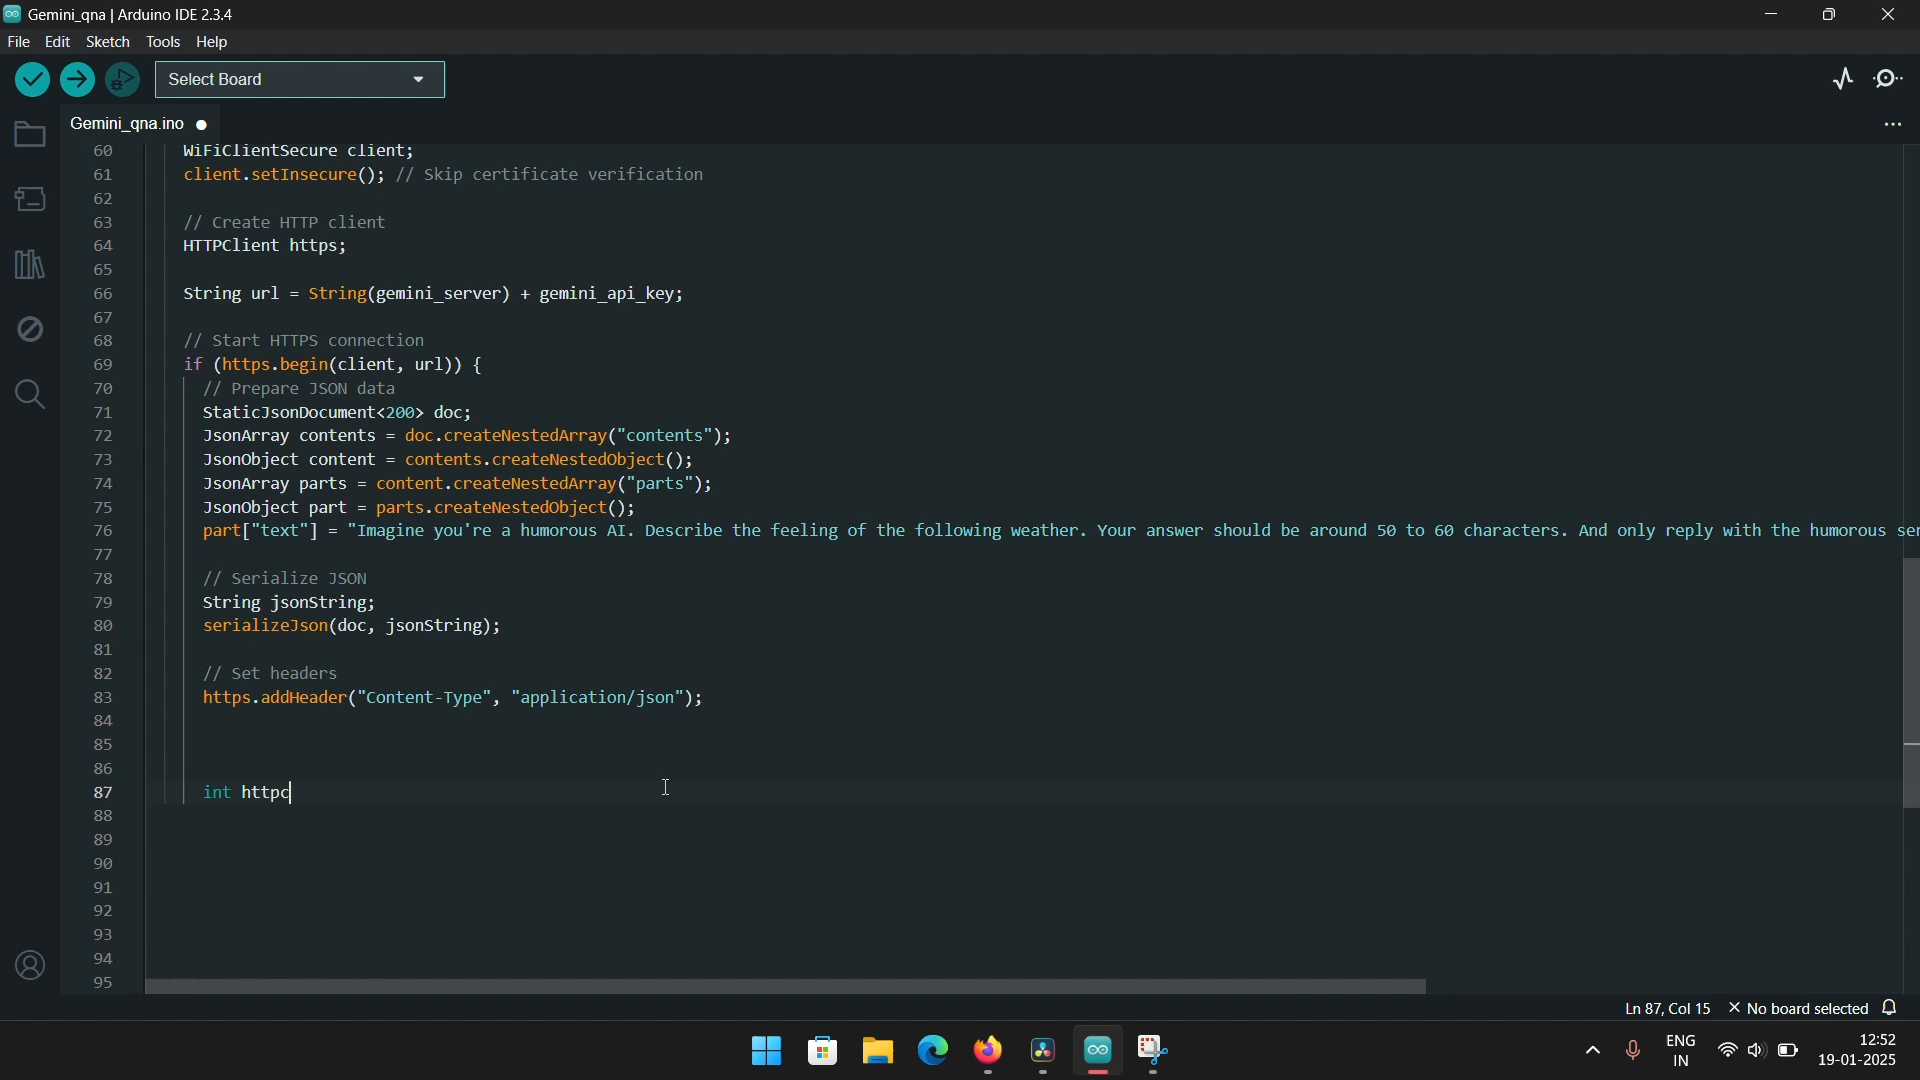 Gemini_qna | Arduino IDE 2.3.4
File Edit Sketch Tools Help
Select Board
Gemini_qna.ino
60 WiFiClientSecure client;
61 client.setInsecure(); // Skip certificate verification
62
63 // Create HTTP client
64 HTTPClient https;
65
66 String url = String(gemini_server) + gemini_api_key;
67
68 // Start HTTPS connection
69 if (https.begin(client, url)) {
70 // Prepare JSON data
71 StaticJsonDocument<200> doc;
72 JsonArray contents = doc.createNestedArray("contents");
73 JsonObject content = contents.createNestedObject();
74 JsonArray parts = content.createNestedArray("parts");
75 JsonObject part = parts.createNestedObject();
76 part["text"] = "Imagine you're a humorous AI. Describe the feeling of the following weather. Your answer should be around 50 to 60 characters. And only reply with the humorous
77
78 // Serialize JSON
79 String jsonString;
80 serializeJson(doc, jsonString);
81
82 // Set headers
83 https.addHeader("Content-Type", "application/json");
84
85
86
87 int httpc
88
89
90
91
92
93
94
95
Ln 87, Col 15 × No board selected
ENG 12:52
IN 19-01-2025